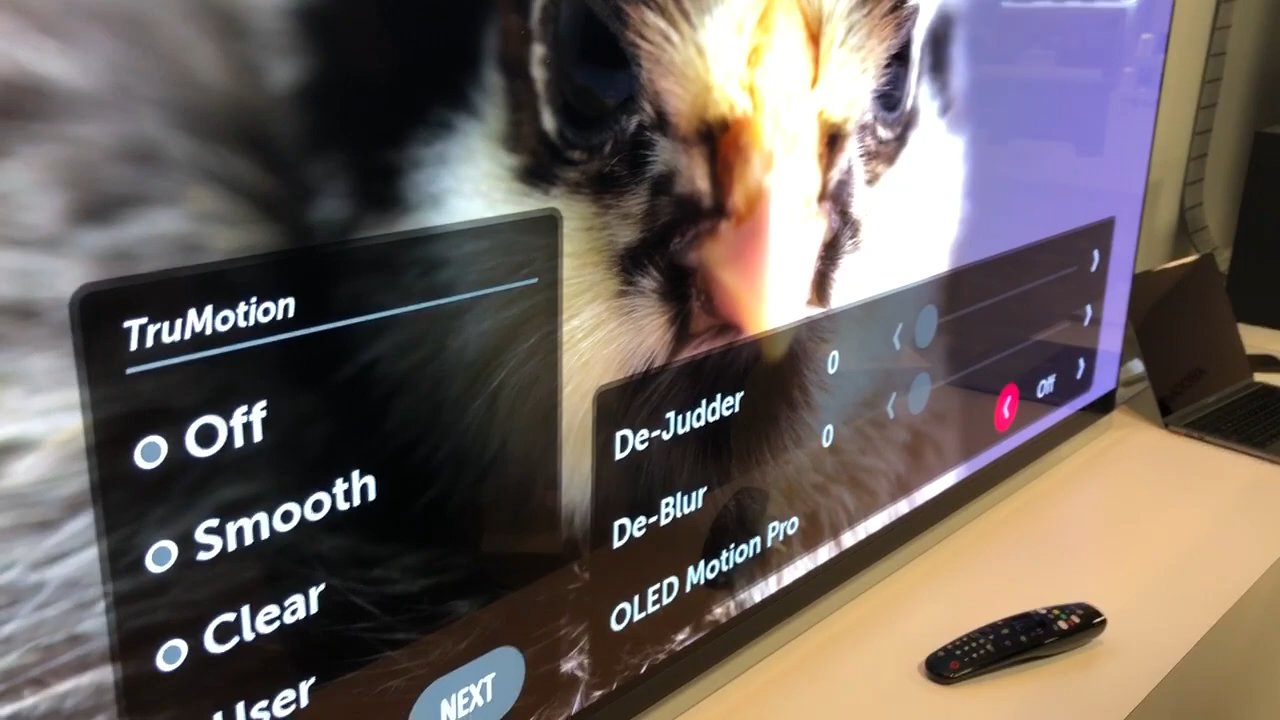 TruMotion
Off
Smooth
Clear
User
NEXT
De-Judder
0
De-Blur
0
OLED Motion Pro
Off